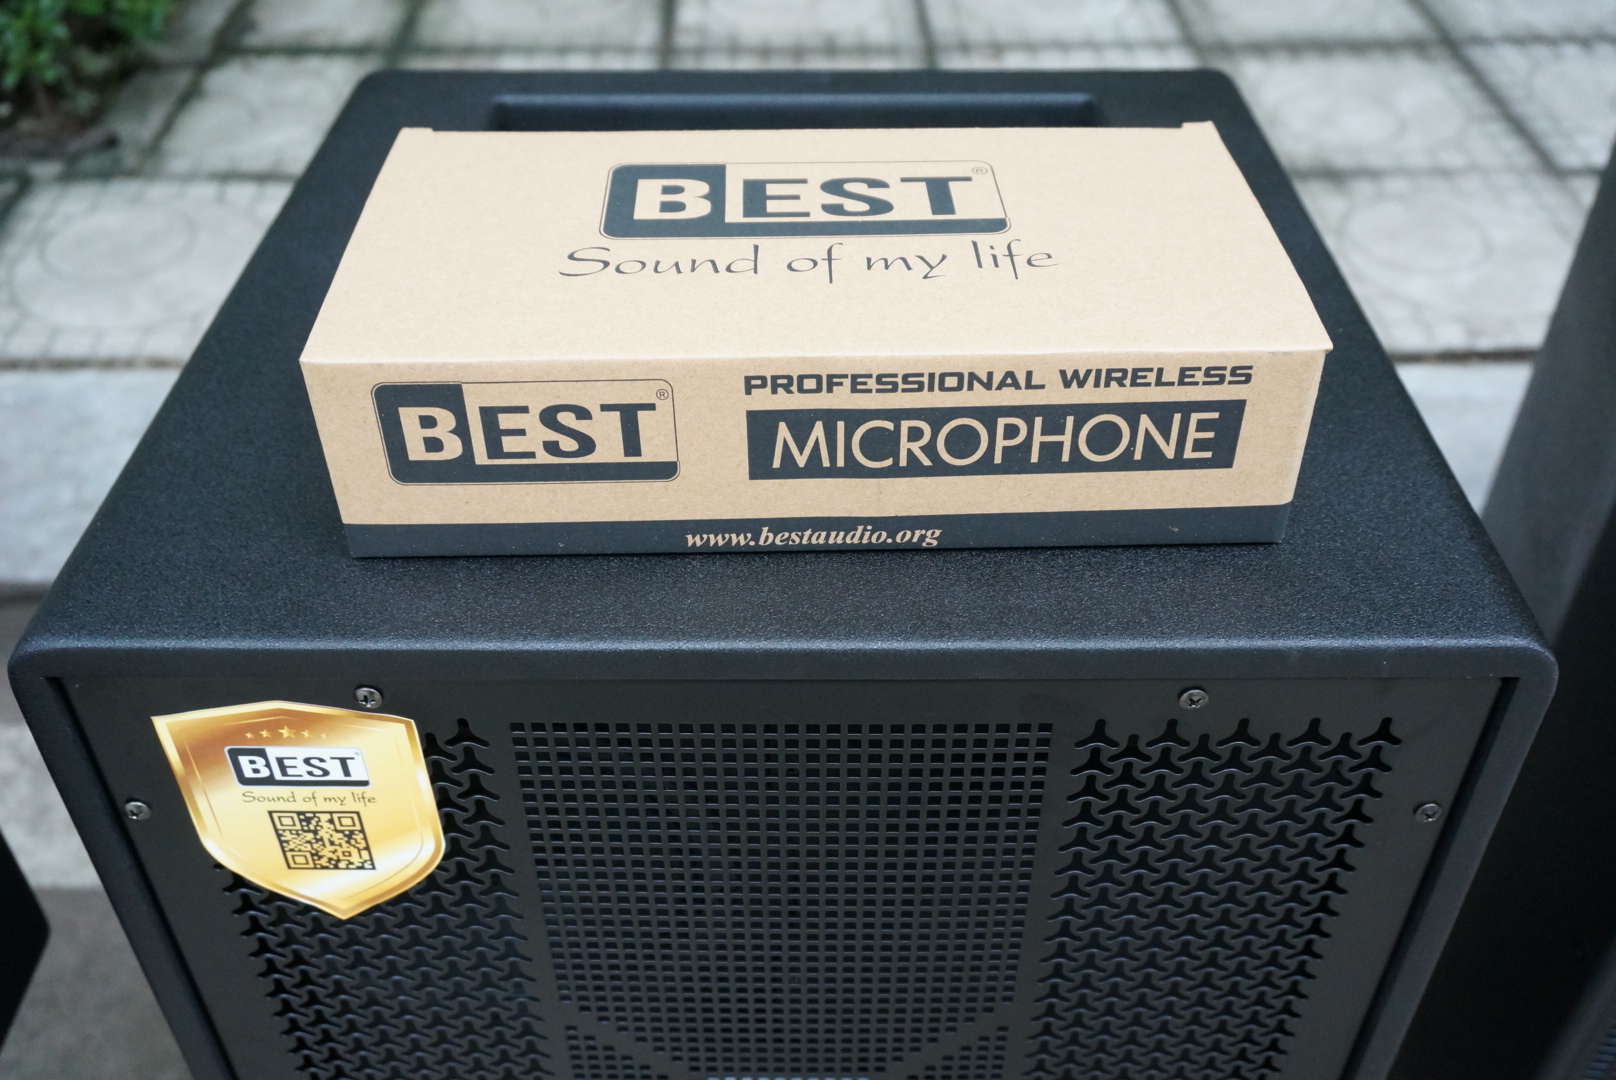 BEST®
Sound of my life
BEST®
PROFESSIONAL WIRELESS
MICROPHONE
www.bestaudio.org
BEST
Sound of my life